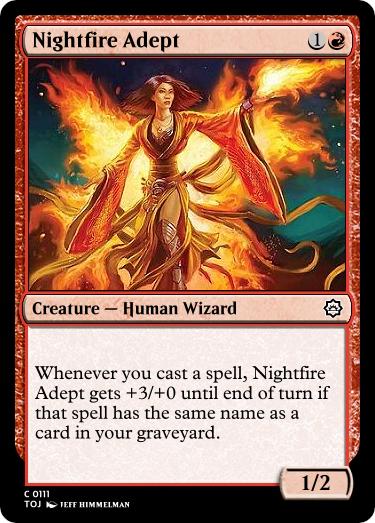 Nightfire Adept 1
Creature — Human Wizard
Whenever you cast a spell, Nightfire
Adept gets +3/+0 until end of turn if
that spell has the same name as a
card in your graveyard.
1/2
C 0111
TOJ JEFF HIMMELMAN